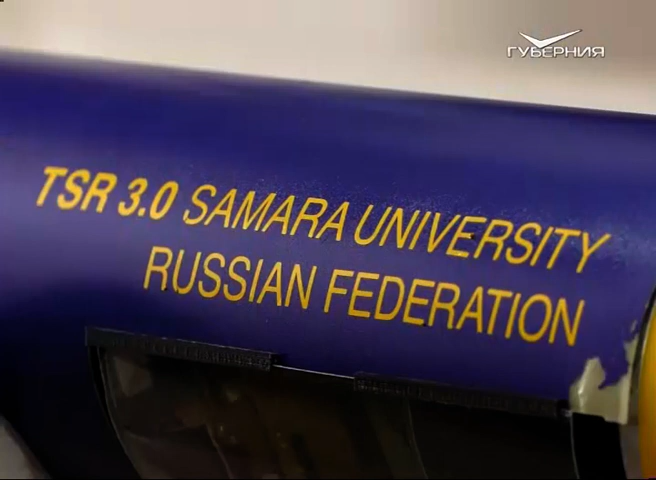 ГУБЕРНИЯ
TSR 3.0 SAMARA UNIVERSITY
RUSSIAN FEDERATION